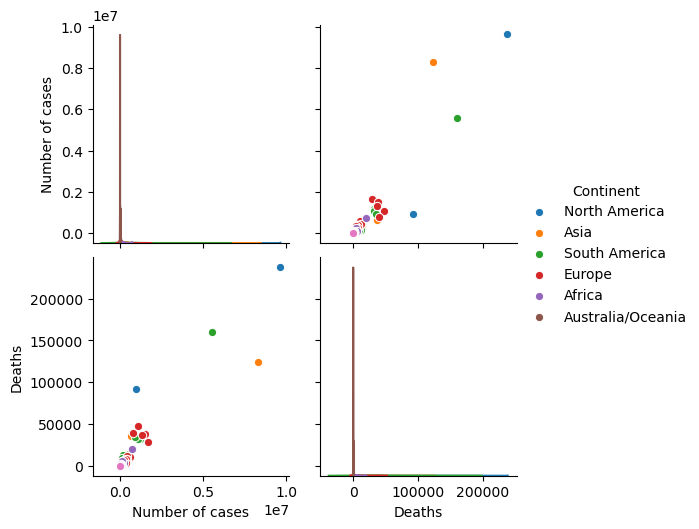 1e7
1.0
0.8
0.6
0.4
0.2
0.0
Number of cases
Continent
North America
Asia
South America
Europe
Africa
Australia/Oceania
200000
150000
100000
50000
0
Deaths
0.0 0.5 1.0
Number of cases 1e7
0 100000 200000
Deaths